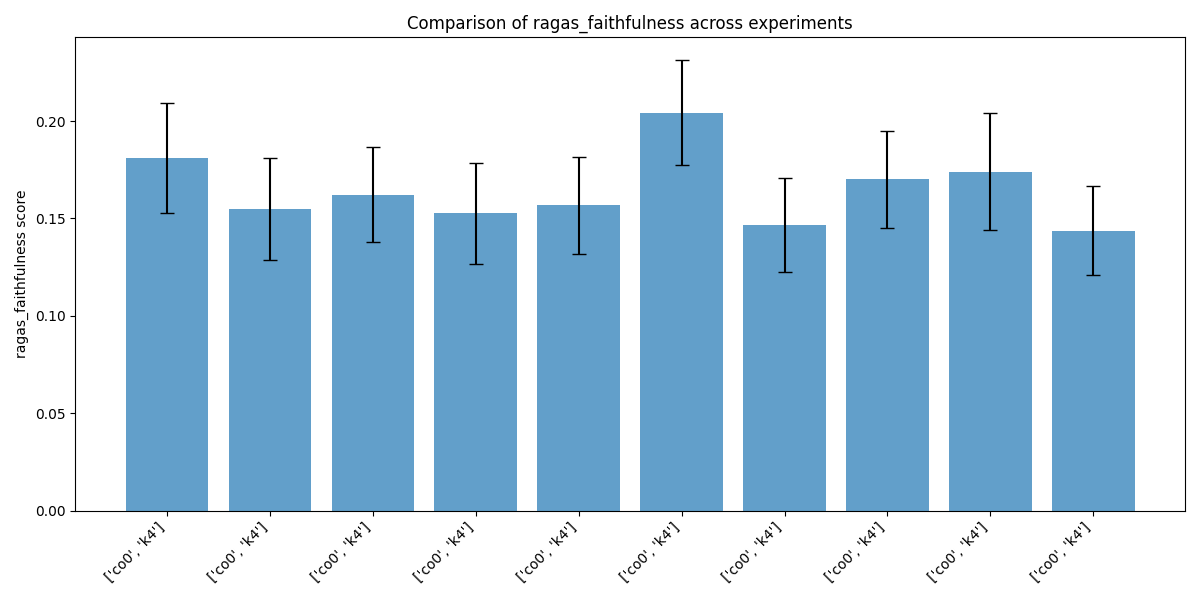 Comparison of ragas_faithfulness across experiments
ragas_faithfulness score
0.20
0.15
0.10
0.05
0.00
['co0', 'k4']
['co0', 'k4']
['co0', 'k4']
['co0', 'k4']
['co0', 'k4']
['co0', 'k4']
['co0', 'k4']
['co0', 'k4']
['co0', 'k4']
['co0', 'k4']